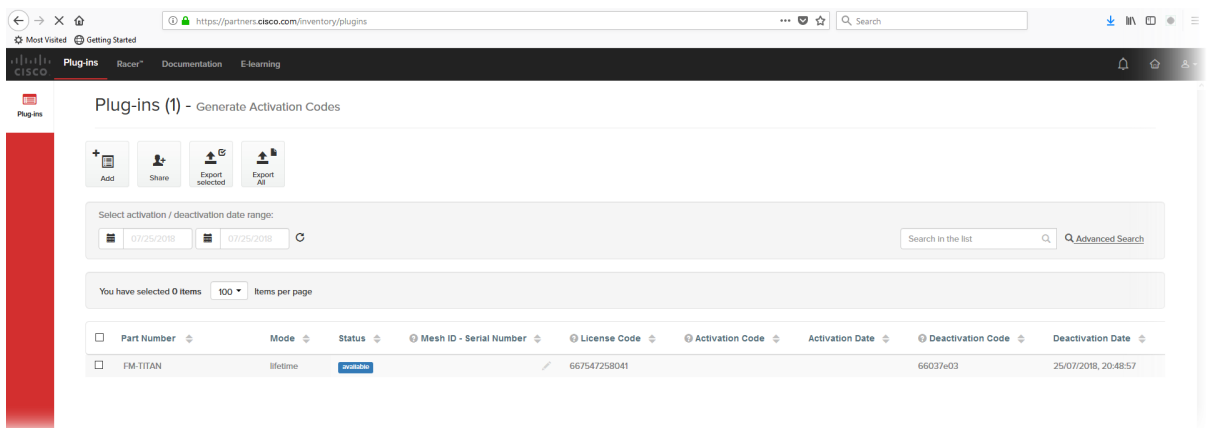 https://partners.cisco.com/inventory/plugins
Search
Most Visited Getting Started
CISCO Plug-ins Racer™ Documentation E-learning
Plug-ins
Plug-ins (1) - Generate Activation Codes
Add Share Export selected Export All
Select activation / deactivation date range:
07/25/2018 07/25/2018 Search in the list Advanced Search
You have selected 0 items 100 Items per page
Part Number Mode Status Mesh ID - Serial Number License Code Activation Code Activation Date Deactivation Code Deactivation Date
FM-TITAN lifetime available 667547258041 66037e03 25/07/2018, 20:48:57